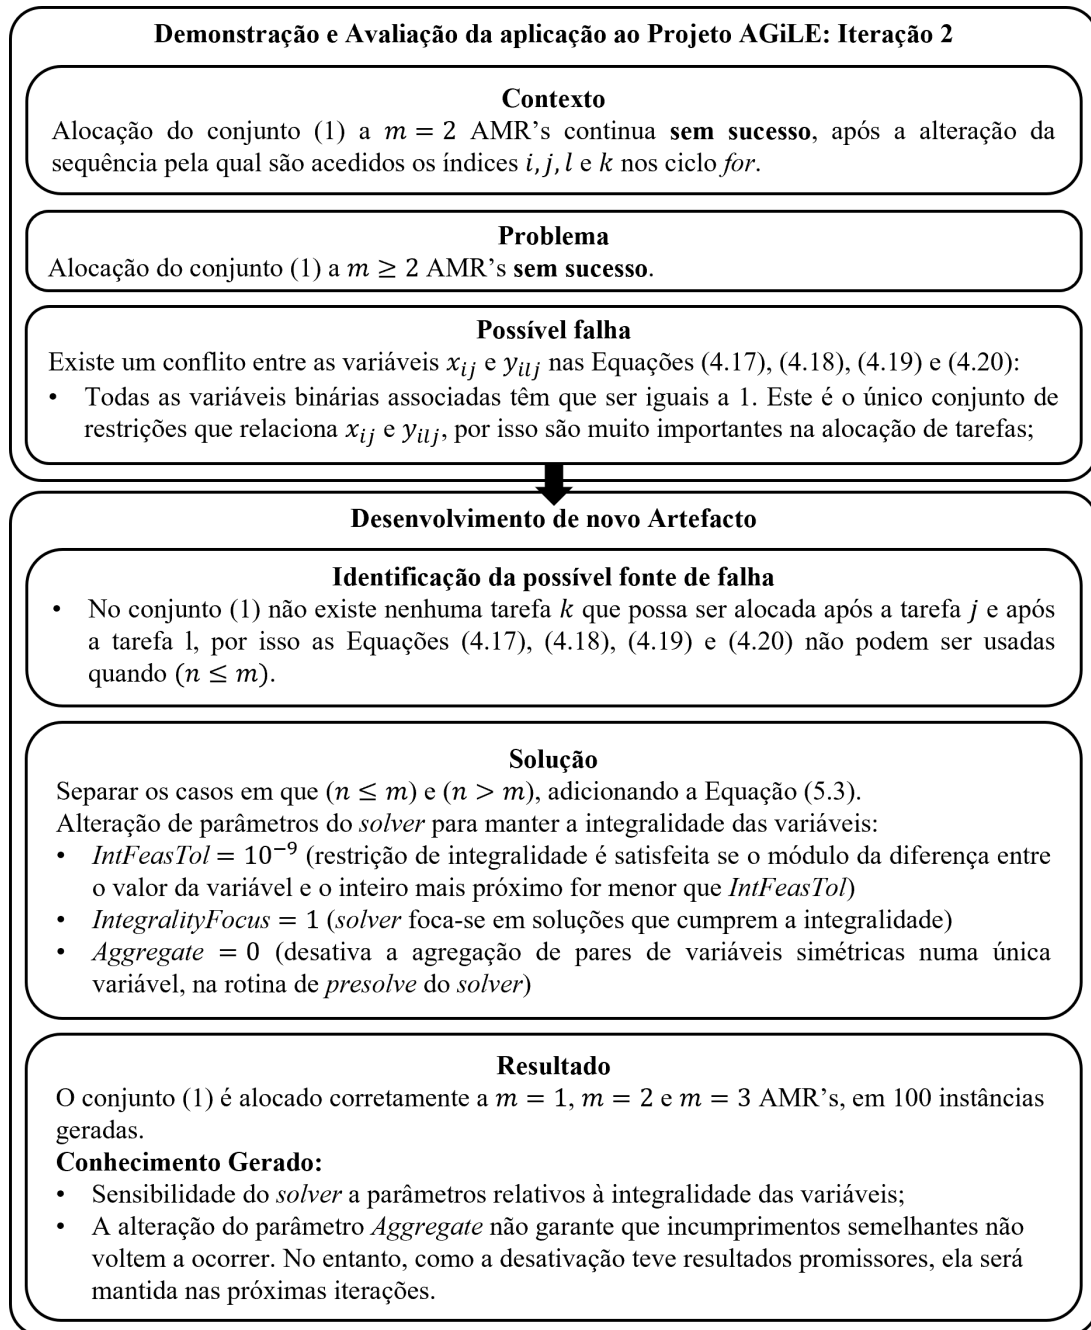 Demonstração e Avaliação da aplicação ao Projeto AGiLE: Iteração 2
Contexto
Alocação do conjunto (1) a m = 2 AMR's continua sem sucesso, após a alteração da
sequência pela qual são acedidos os índices i, j, l e k nos ciclo for.
Problema
Alocação do conjunto (1) a m ≥ 2 AMR's sem sucesso.
Possível falha
Existe um conflito entre as variáveis x_{ij} e y_{ilj} nas Equações (4.17), (4.18), (4.19) e (4.20):
• Todas as variáveis binárias associadas têm que ser iguais a 1. Este é o único conjunto de
restrições que relaciona x_{ij} e y_{ilj}, por isso são muito importantes na alocação de tarefas;
Desenvolvimento de novo Artefacto
Identificação da possível fonte de falha
• No conjunto (1) não existe nenhuma tarefa k que possa ser alocada após a tarefa j e após
a tarefa l, por isso as Equações (4.17), (4.18), (4.19) e (4.20) não podem ser usadas
quando (n ≤ m).
Solução
Separar os casos em que (n ≤ m) e (n > m), adicionando a Equação (5.3).
Alteração de parâmetros do solver para manter a integralidade das variáveis:
• IntFeasTol = 10⁻⁹ (restrição de integralidade é satisfeita se o módulo da diferença entre
o valor da variável e o inteiro mais próximo for menor que IntFeasTol)
• IntegralityFocus = 1 (solver foca-se em soluções que cumprem a integralidade)
• Aggregate = 0 (desativa a agregação de pares de variáveis simétricas numa única
variável, na rotina de presolve do solver)
Resultado
O conjunto (1) é alocado corretamente a m = 1, m = 2 e m = 3 AMR's, em 100 instâncias
geradas.
Conhecimento Gerado:
• Sensibilidade do solver a parâmetros relativos à integralidade das variáveis;
• A alteração do parâmetro Aggregate não garante que incumprimentos semelhantes não
voltem a ocorrer. No entanto, como a desativação teve resultados promissores, ela será
mantida nas próximas iterações.